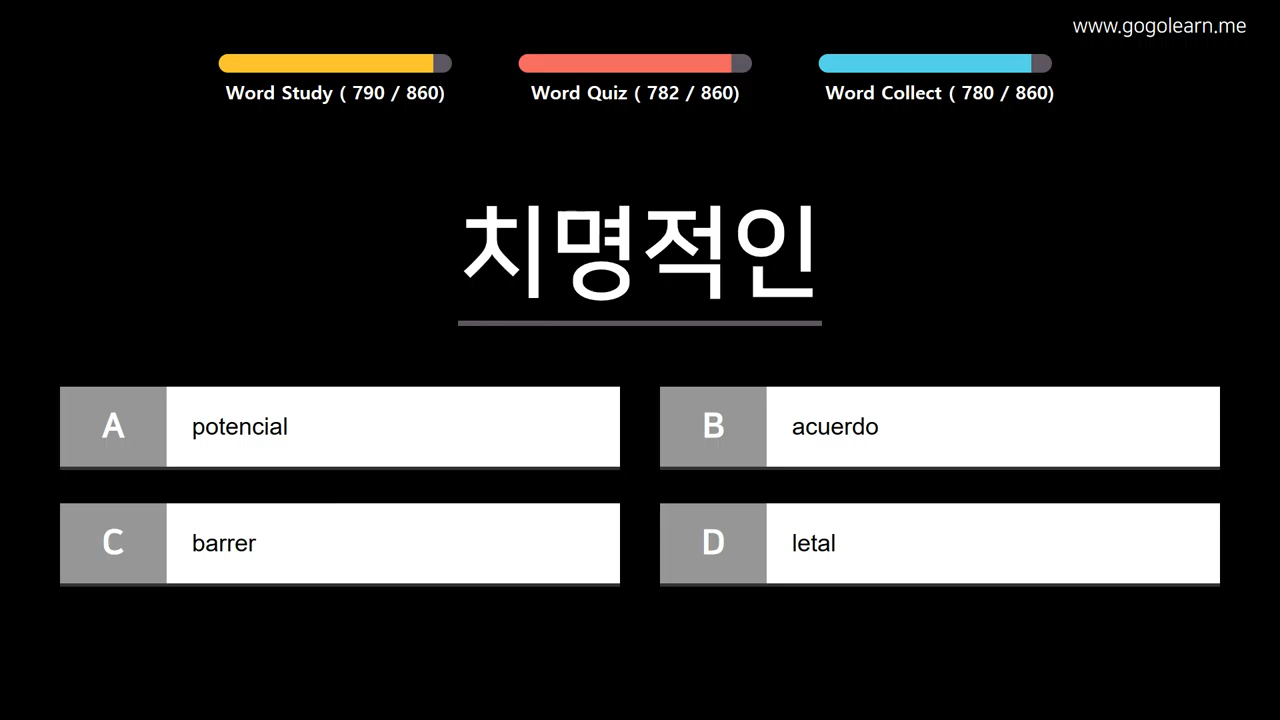 www.gogolearn.me
Word Study ( 790 / 860)
Word Quiz ( 782 / 860)
Word Collect ( 780 / 860)
치명적인
A potencial
B acuerdo
C barrer
D letal